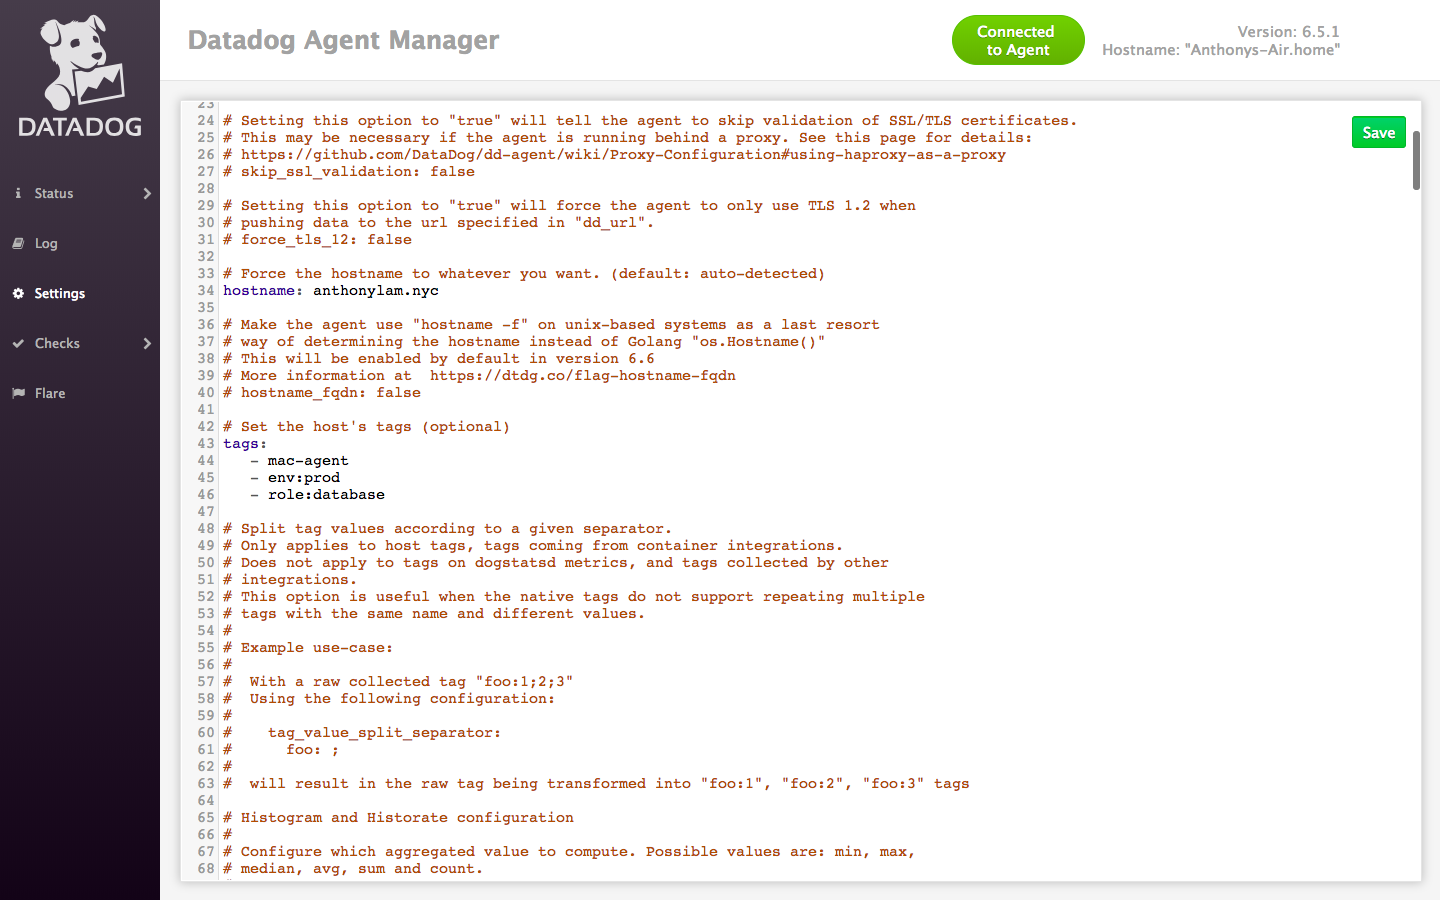 DATADOG
Status
Log
Settings
Checks
Flare
Datadog Agent Manager
Connected
to Agent
Version: 6.5.1
Hostname: "Anthonys-Air.home"
Save
23
24 # Setting this option to "true" will tell the agent to skip validation of SSL/TLS certificates.
25 # This may be necessary if the agent is running behind a proxy. See this page for details:
26 # https://github.com/DataDog/dd-agent/wiki/Proxy-Configuration#using-haproxy-as-a-proxy
27 # skip_ssl_validation: false
28
29 # Setting this option to "true" will force the agent to only use TLS 1.2 when
30 # pushing data to the url specified in "dd_url".
31 # force_tls_12: false
32
33 # Force the hostname to whatever you want. (default: auto-detected)
34 hostname: anthonylam.nyc
35
36 # Make the agent use "hostname -f" on unix-based systems as a last resort
37 # way of determining the hostname instead of Golang "os.Hostname()"
38 # This will be enabled by default in version 6.6
39 # More information at  https://dtdg.co/flag-hostname-fqdn
40 # hostname_fqdn: false
41
42 # Set the host's tags (optional)
43 tags:
44    - mac-agent
45    - env:prod
46    - role:database
47
48 # Split tag values according to a given separator.
49 # Only applies to host tags, tags coming from container integrations.
50 # Does not apply to tags on dogstatsd metrics, and tags collected by other
51 # integrations.
52 # This option is useful when the native tags do not support repeating multiple
53 # tags with the same name and different values.
54 #
55 # Example use-case:
56 #
57 #  With a raw collected tag "foo:1;2;3"
58 #  Using the following configuration:
59 #
60 #    tag_value_split_separator:
61 #      foo: ;
62 #
63 #  will result in the raw tag being transformed into "foo:1", "foo:2", "foo:3" tags
64
65 # Histogram and Historate configuration
66 #
67 # Configure which aggregated value to compute. Possible values are: min, max,
68 # median, avg, sum and count.